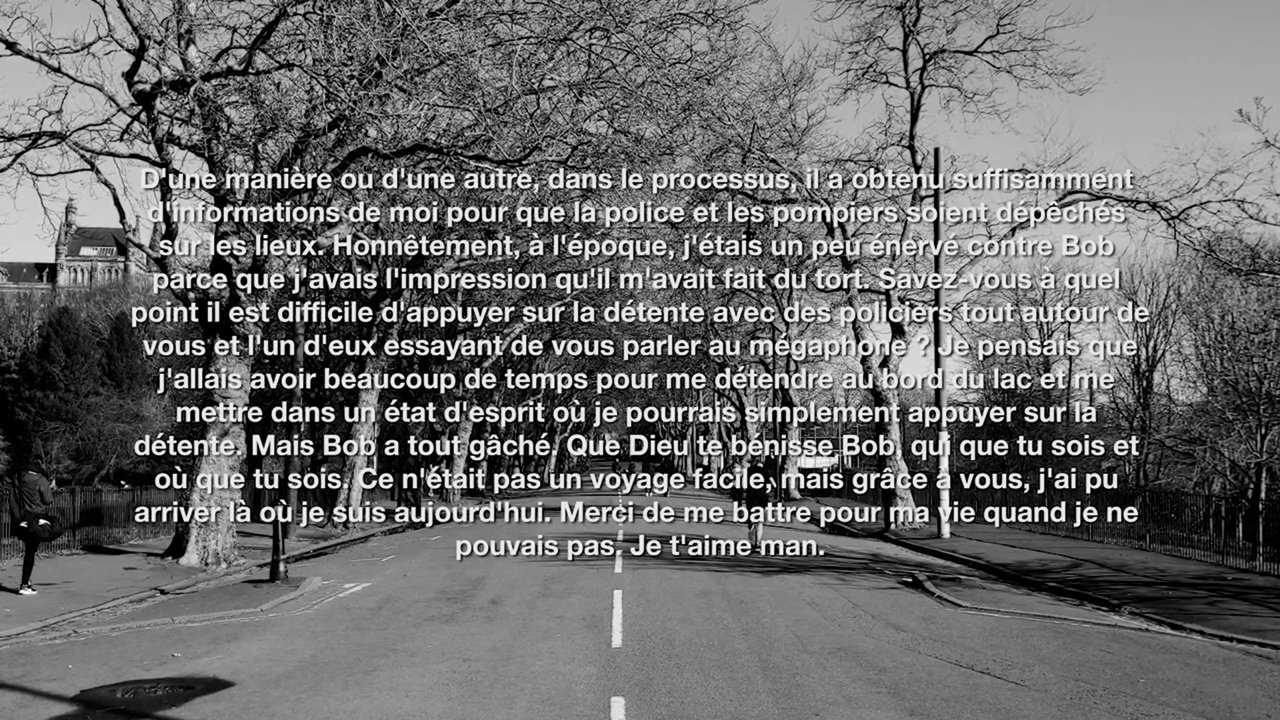 D'une manière ou d'une autre, dans le processus, il a obtenu suffisamment
d'informations de moi pour que la police et les pompiers soient dépêchés
sur les lieux. Honnêtement, à l'époque, j'étais un peu énervé contre Bob
parce que j'avais l'impression qu'il m'avait fait du tort. Savez-vous à quel
point il est difficile d'appuyer sur la détente avec des policiers tout autour de
vous et l'un d'eux essayant de vous parler au mégaphone ? Je pensais que
j'allais avoir beaucoup de temps pour me détendre au bord du lac et me
mettre dans un état d'esprit où je pourrais simplement appuyer sur la
détente. Mais Bob a tout gâché. Que Dieu te bénisse Bob, qui que tu sois et
où que tu sois. Ce n'était pas un voyage facile, mais grâce à vous, j'ai pu
arriver là où je suis aujourd'hui. Merci de me battre pour ma vie quand je ne
pouvais pas. Je t'aime man.